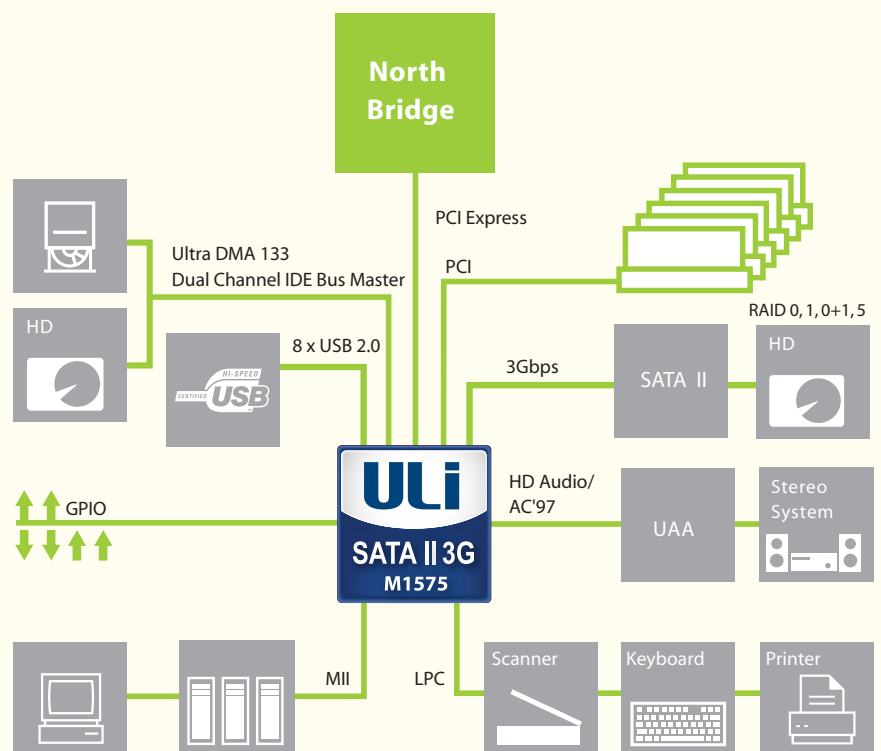 North
Bridge
PCI Express
Ultra DMA 133
Dual Channel IDE Bus Master
PCI
RAID 0, 1, 0+1, 5
HD
8 x USB 2.0
HI-SPEED
CERTIFIED USB
3Gbps
SATA II
HD
ULi
SATA II 3G
M1575
GPIO
HD Audio/
AC'97
UAA
Stereo
System
MII
LPC
Scanner
Keyboard
Printer